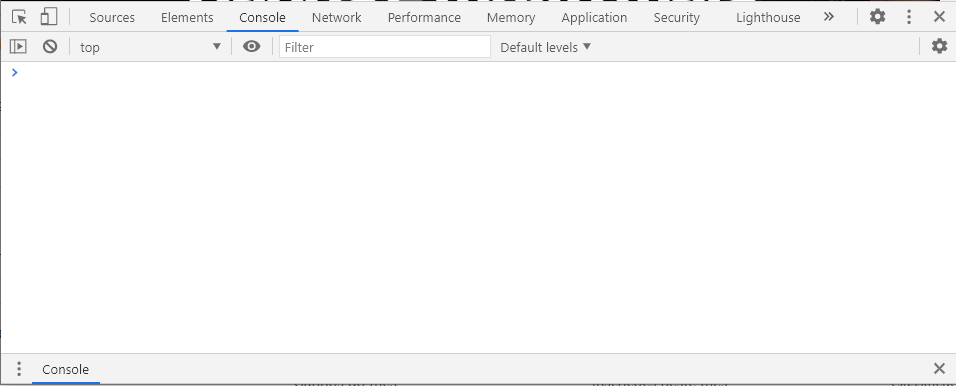 Sources Elements Console Network Performance Memory Application Security Lighthouse
top Filter Default levels
Console